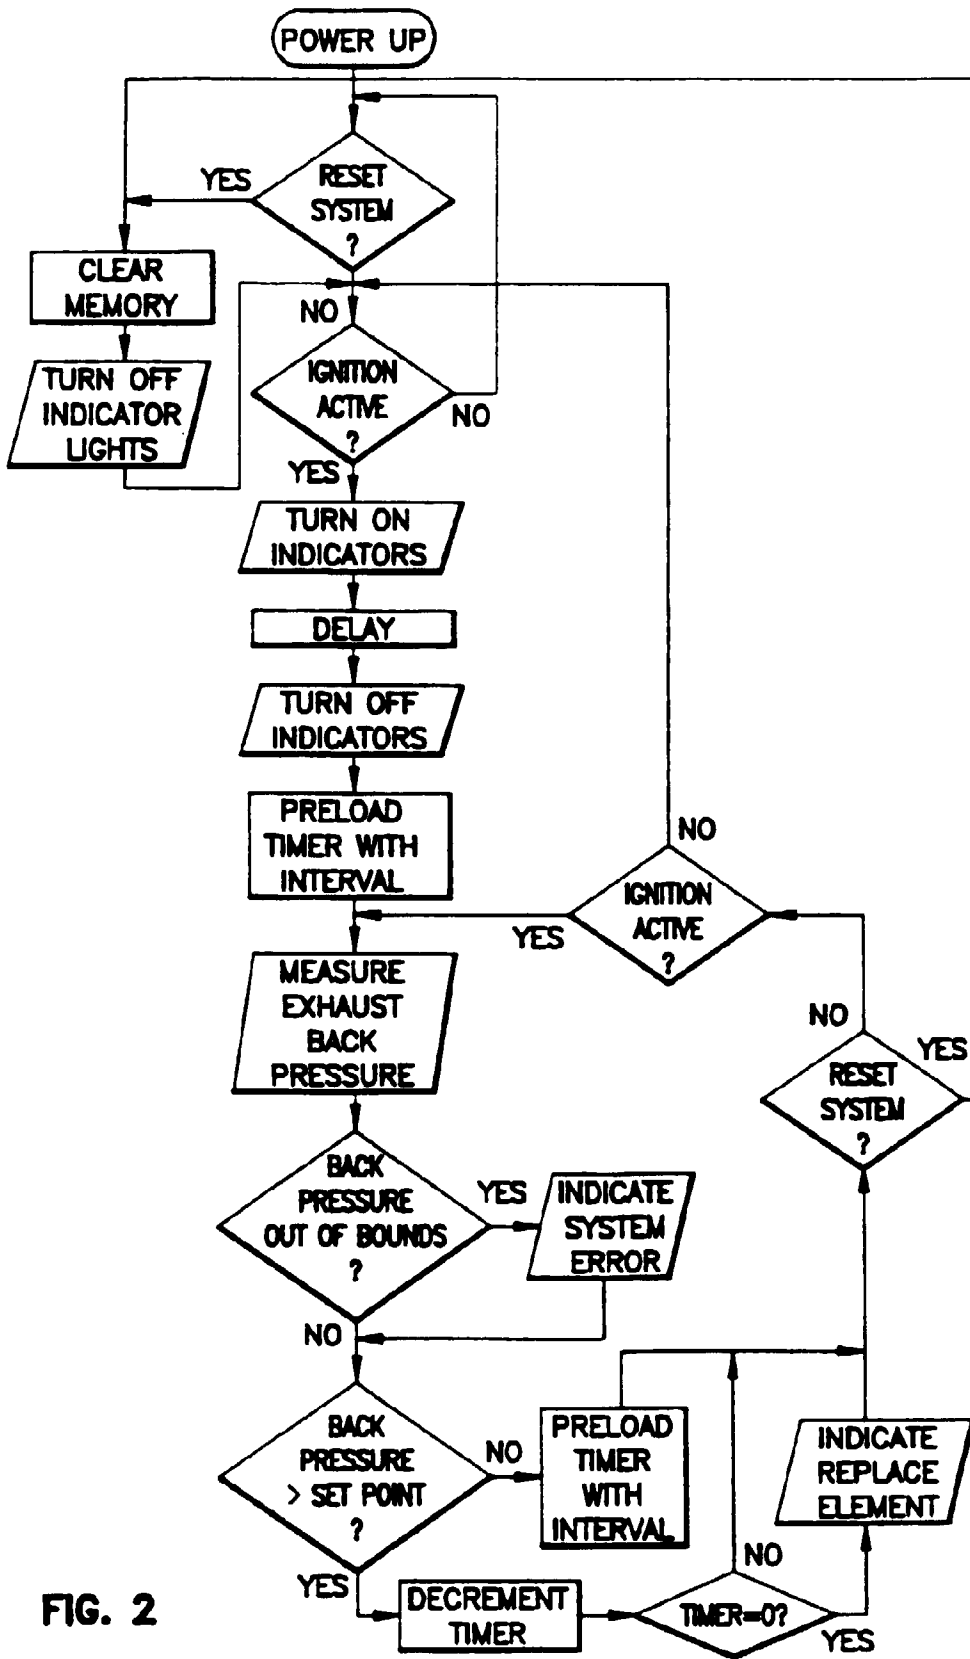 POWER UP
YES
RESET
SYSTEM
?
CLEAR
MEMORY
NO
TURN OFF
INDICATOR
LIGHTS
IGNITION
ACTIVE
?
NO
YES
TURN ON
INDICATORS
DELAY
TURN OFF
INDICATORS
PRELOAD
TIMER WITH
INTERVAL
NO
IGNITION
ACTIVE
?
YES
MEASURE
EXHAUST
BACK
PRESSURE
NO
YES
RESET
SYSTEM
?
BACK
PRESSURE
OUT OF BOUNDS
?
YES
INDICATE
SYSTEM
ERROR
NO
BACK
PRESSURE
> SET POINT
?
NO
PRELOAD
TIMER
WITH
INTERVAL
INDICATE
REPLACE
ELEMENT
YES
DECREMENT
TIMER
NO
TIMER=0?
YES
FIG. 2